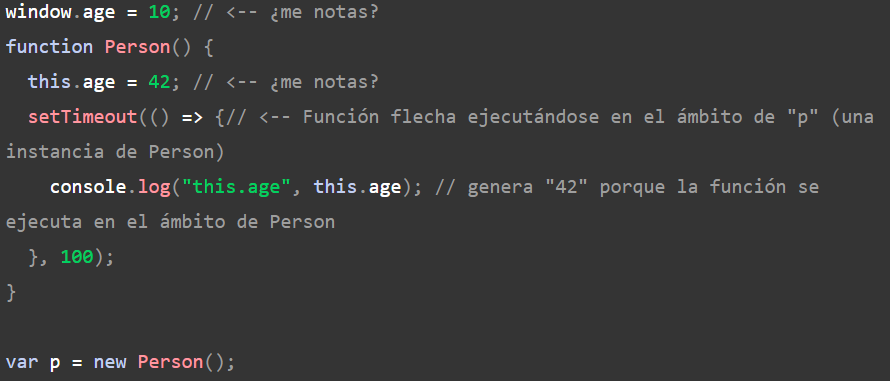 window.age = 10; // <-- ¿me notas?
function Person() {
  this.age = 42; // <-- ¿me notas?
  setTimeout(() => {// <-- Función flecha ejecutándose en el ámbito de "p" (una
instancia de Person)
    console.log("this.age", this.age); // genera "42" porque la función se
ejecuta en el ámbito de Person
  }, 100);
}

var p = new Person();